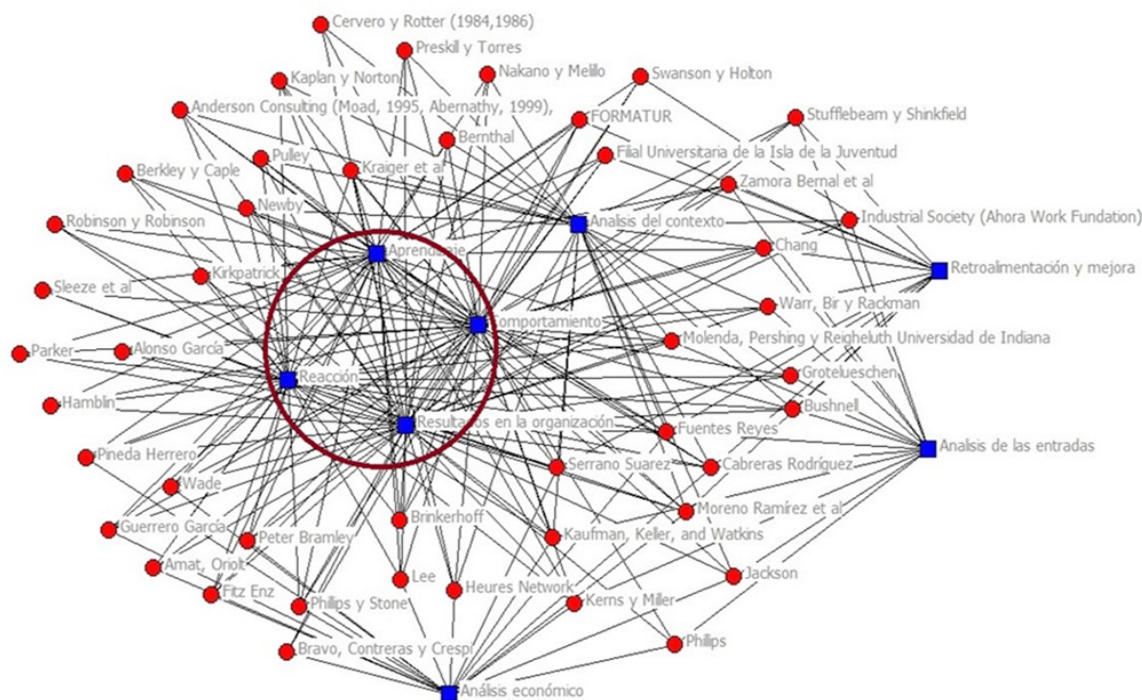 Cervero y Rotter (1984,1986)
Preskill y Torres
Kaplan y Norton
Nakano y Melillo
Swanson y Holton
Anderson Consulting (Moad, 1995, Abernathy, 1999),
FORMATUR
Stufflebeam y Shinkfield
Bernthal
Pulley
Kraiger et al
Filial Universitaria de la Isla de la Juventud
Berkley y Caple
Zamora Bernal et al
Newby
Robinson y Robinson
Analisis del contexto
Industrial Society (Ahora Work Fundation)
Aprendizaje
Chang
Kirkpatrick
Retroalimentación y mejora
Sleeze et al
Warr, Bir y Rackman
Comportamiento
Molenda, Pershing y Reigheluth Universidad de Indiana
Parker
Alonso García
Reacción
Grotelueschen
Hamblin
Bushnell
Resultados en la organización
Fuentes Reyes
Analisis de las entradas
Pineda Herrero
Serrano Suarez
Cabreras Rodríguez
Wade
Moreno Ramírez et al
Guerrero García
Brinkerhoff
Peter Bramley
Kaufman, Keller, and Watkins
Amat, Oriolt
Lee
Jackson
Fitz Enz
Heures Network
Phillips y Stone
Kerns y Miller
Bravo, Contreras y Crespi
Phillips
Análisis económico